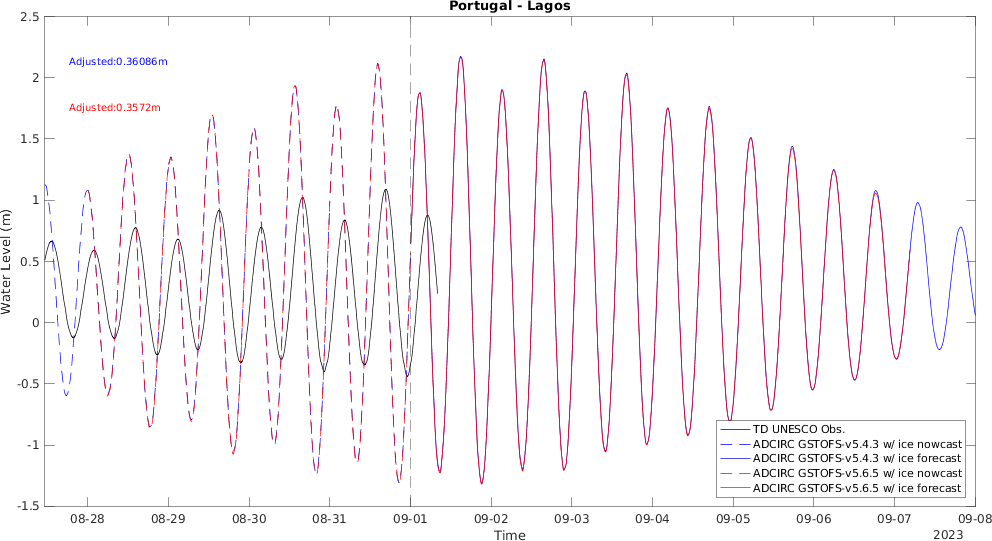 Portugal - Lagos
2.5
2
1.5
1
0.5
0
-0.5
-1
-1.5
Water Level (m)
Adjusted:0.36086m
Adjusted:0.3572m
TD UNESCO Obs.
ADCIRC GSTOFS-v5.4.3 w/ ice nowcast
ADCIRC GSTOFS-v5.4.3 w/ ice forecast
ADCIRC GSTOFS-v5.6.5 w/ ice nowcast
ADCIRC GSTOFS-v5.6.5 w/ ice forecast
08-28 08-29 08-30 08-31 09-01 09-02 09-03 09-04 09-05 09-06 09-07 09-08
Time
2023